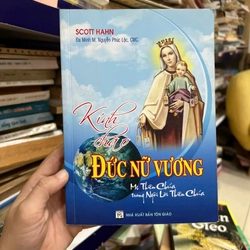 SCOTT HAHN
Đa Minh M. Nguyễn Phúc Lộc, CMC.
Kính chào
ĐỨC NỮ VƯƠNG
Mẹ Thiên Chúa
trong Ngôi Lời Thiên Chúa
NHÀ XUẤT BẢN TÔN GIÁO